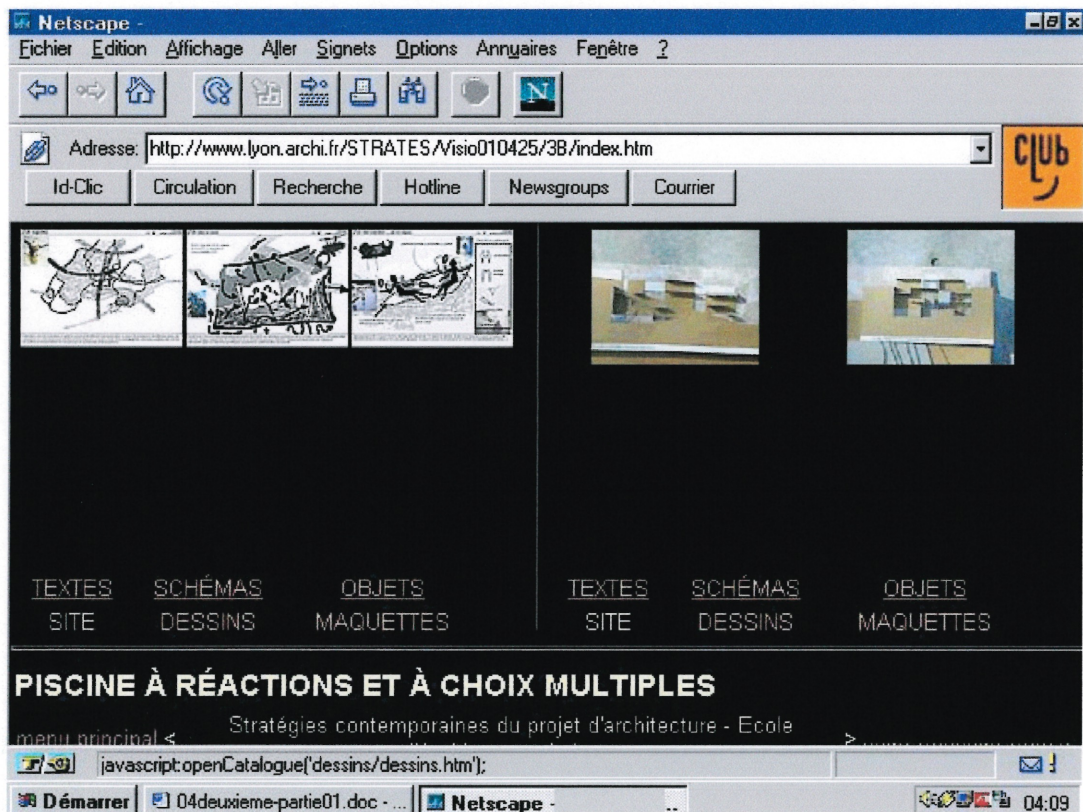 Netscape -
Fichier Edition Affichage Aller Signets Options Annuaires Fenêtre ?
N
Adresse: http://www.lyon.archi.fr/STRATES/Visio010425/3B/index.htm
CLUb
Id-Clic Circulation Recherche Hotline Newsgroups Courrier
TEXTES SCHÉMAS OBJETS TEXTES SCHÉMAS OBJETS
SITE DESSINS MAQUETTES SITE DESSINS MAQUETTES
PISCINE À RÉACTIONS ET À CHOIX MULTIPLES
Stratégies contemporaines du projet d'architecture - Ecole
menu principal < >
javascript:openCatalogue('dessins/dessins.htm');
Démarrer 04deuxieme-partie01.doc - ... Netscape - .. 04:09